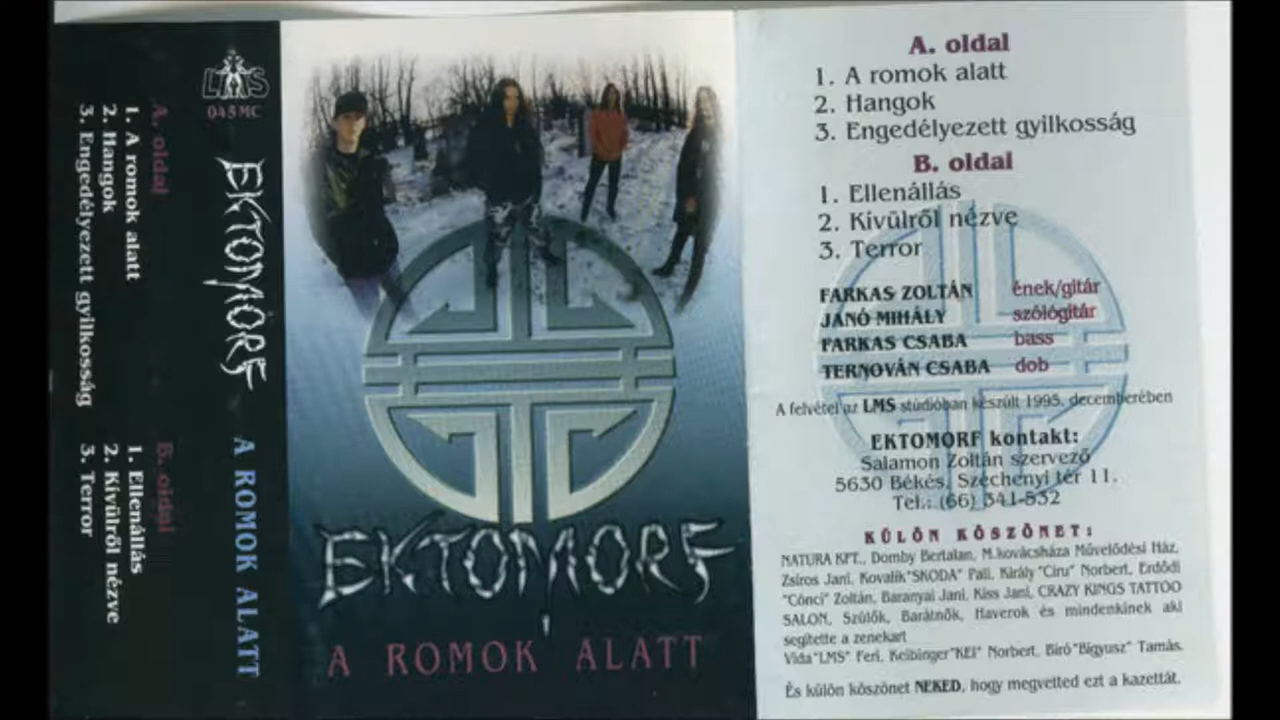 LMS
045 MC
A. oldal
1. A romok alatt
2. Hangok
3. Engedélyezett gyilkosság
B. oldal
1. Ellenállás
2. Kívülről nézve
3. Terror
EKTOMORF
A ROMOK ALATT
EKTOMORF
A ROMOK ALATT
A. oldal
1. A romok alatt
2. Hangok
3. Engedélyezett gyilkosság
B. oldal
1. Ellenállás
2. Kívülről nézve
3. Terror
FARKAS ZOLTÁN ének/gitár
JÁNÓ MIHÁLY szólógitár
FARKAS CSABA bass
TERNOVÁN CSABA dob
A felvétel az LMS stúdióban készült 1995. decemberében
EKTOMORF kontakt:
Salamon Zoltán szervező
5630 Békés, Széchenyi tér 11.
Tel.: (66) 341-532
KÜLÖN KÖSZÖNET:
NATURA KFT., Domby Bertalan, M.kovácsháza Művelődési Ház,
Zsíros Jani, Kovalik"SKODA" Pali, Király "Ciru" Norbert, Erdődi
"Cönci" Zoltán, Baranyai Jani, Kiss Jani, CRAZY KINGS TATTOO
SALON, Szülők, Barátnők, Haverok és mindenkinek aki
segítette a zenekart
Vida"LMS" Feri, Keibinger"KEI" Norbert, Bíró"Bigyusz" Tamás.
És külön köszönet NEKED, hogy megvetted ezt a kazettát.